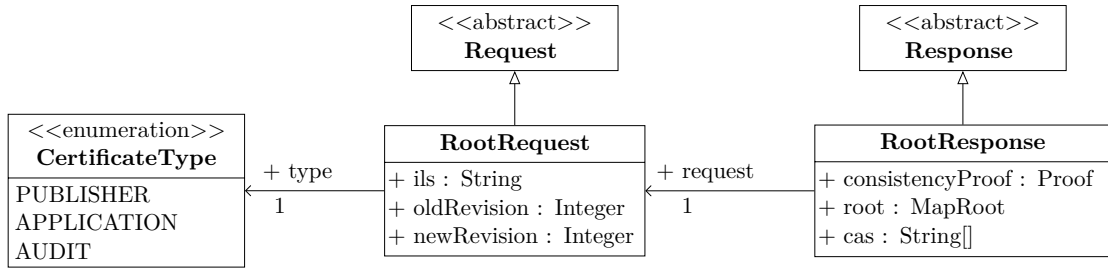 <<abstract>>
Request
<<abstract>>
Response
<<enumeration>>
CertificateType
PUBLISHER
APPLICATION
AUDIT
+ type
1
RootRequest
+ ils : String
+ oldRevision : Integer
+ newRevision : Integer
+ request
1
RootResponse
+ consistencyProof : Proof
+ root : MapRoot
+ cas : String[]